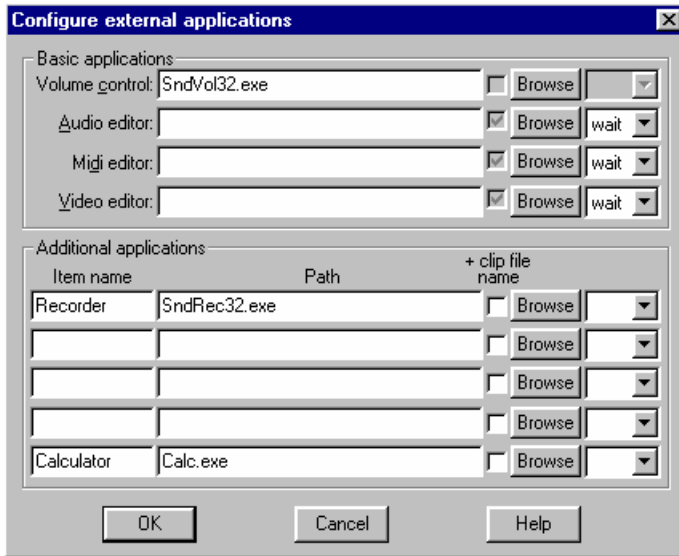 Configure external applications
Basic applications
Volume control: SndVol32.exe Browse
Audio editor: Browse wait
Midi editor: Browse wait
Video editor: Browse wait
Additional applications
Item name Path + clip file name
Recorder SndRec32.exe Browse
Browse
Browse
Browse
Calculator Calc.exe Browse
OK Cancel Help